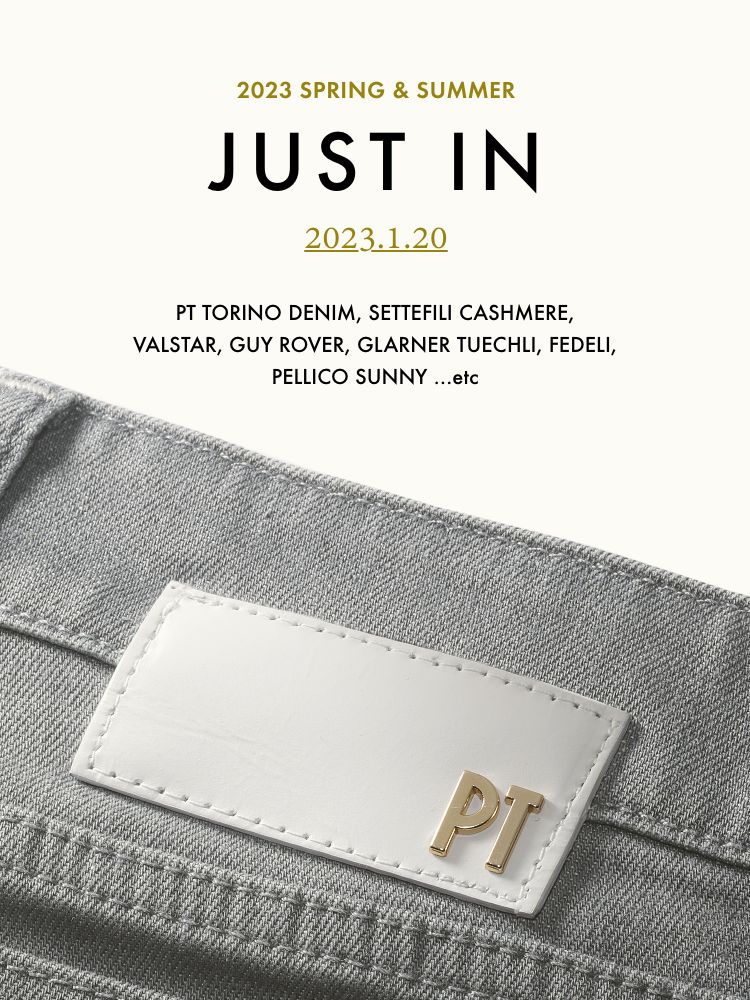 2023 SPRING & SUMMER
JUST IN
2023.1.20
PT TORINO DENIM, SETTEFILI CASHMERE,
VALSTAR, GUY ROVER, GLARNER TUECHLI, FEDELI,
PELLICO SUNNY ...etc
PT